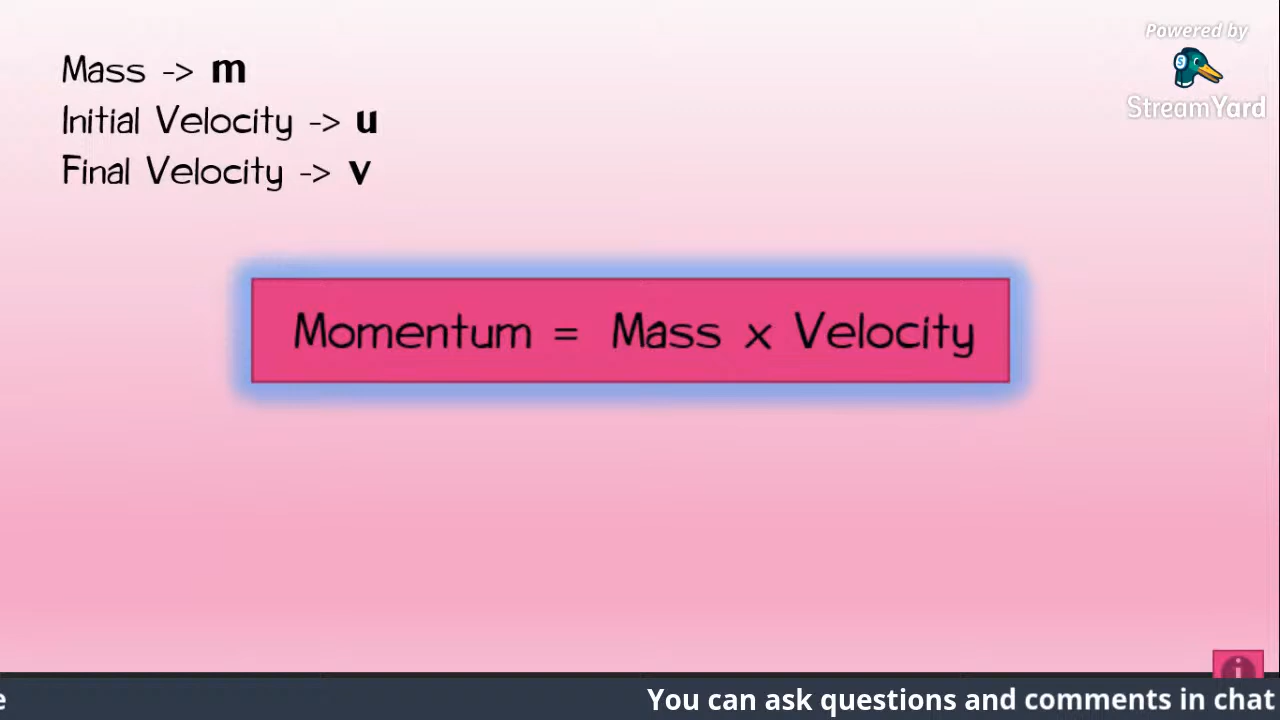 Powered by
StreamYard
Mass -> m
Initial Velocity -> u
Final Velocity -> v
Momentum = Mass x Velocity
i
e
You can ask questions and comments in chat